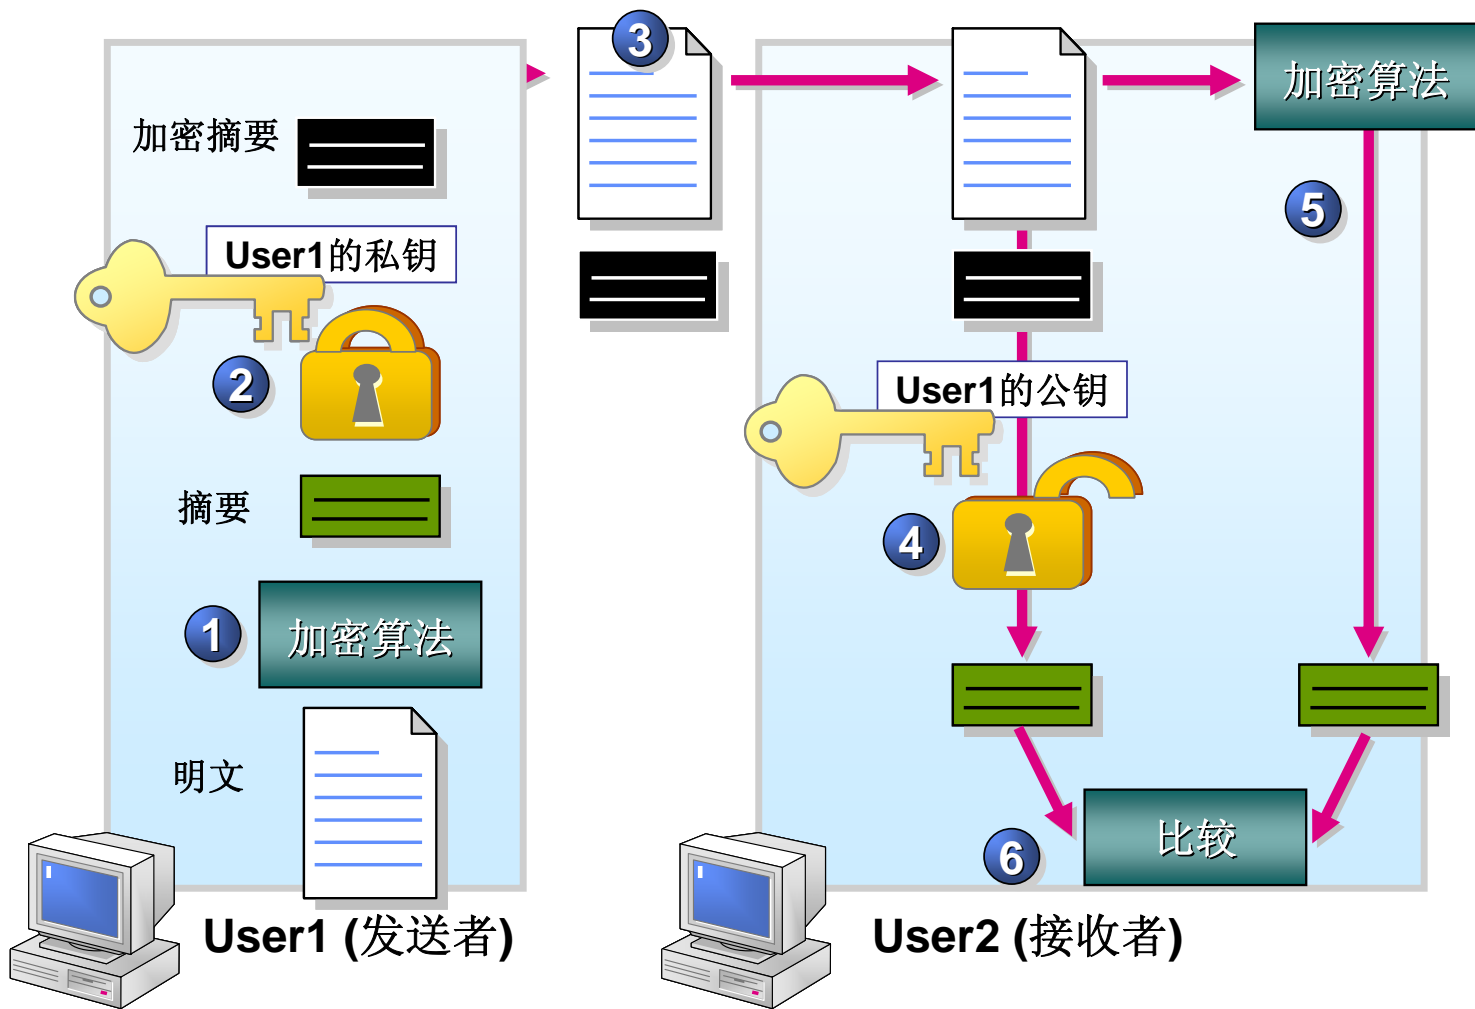 加密摘要
User1的私钥
2
摘要
1
加密算法
明文
User1 (发送者)
3
加密算法
5
User1的公钥
4
6
比较
User2 (接收者)